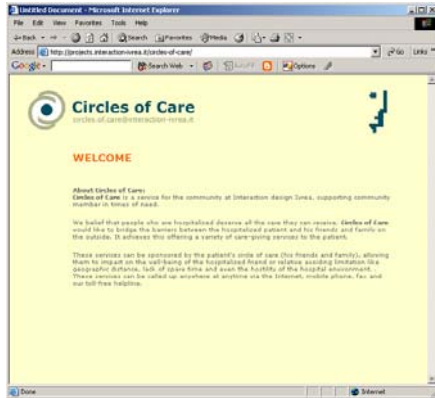 Untitled Document - Microsoft Internet Explorer
File Edit View Favorites Tools Help
Back Search Favorites Media
Address http://projects.interaction-ivrea.it/circles-of-care/ Go Links »
Google Search Web Options
Circles of Care
circles-of-care@interaction-ivrea.it
WELCOME
About Circles of Care:
Circles of Care is a service for the community at Interaction design Ivrea, supporting community
member in times of need.
We belief that people who are hospitalized deserve all the care they can receive. Circles of Care
would like to bridge the barriers between the hospitalized patient and his friends and family on
the outside. It achieves this offering a variety of care-giving services to the patient.
These services can be sponsored by the patient's circle of care (his friends and family), allowing
them to impact on the well-being of the hospitalized friend or relative avoiding limitation like
geographic distance, lack of spare time and even the hostility of the hospital environment.
These services can be called up anywhere at anytime via the Internet, mobile phone, fax and
our toll-free helpline.
Done Internet